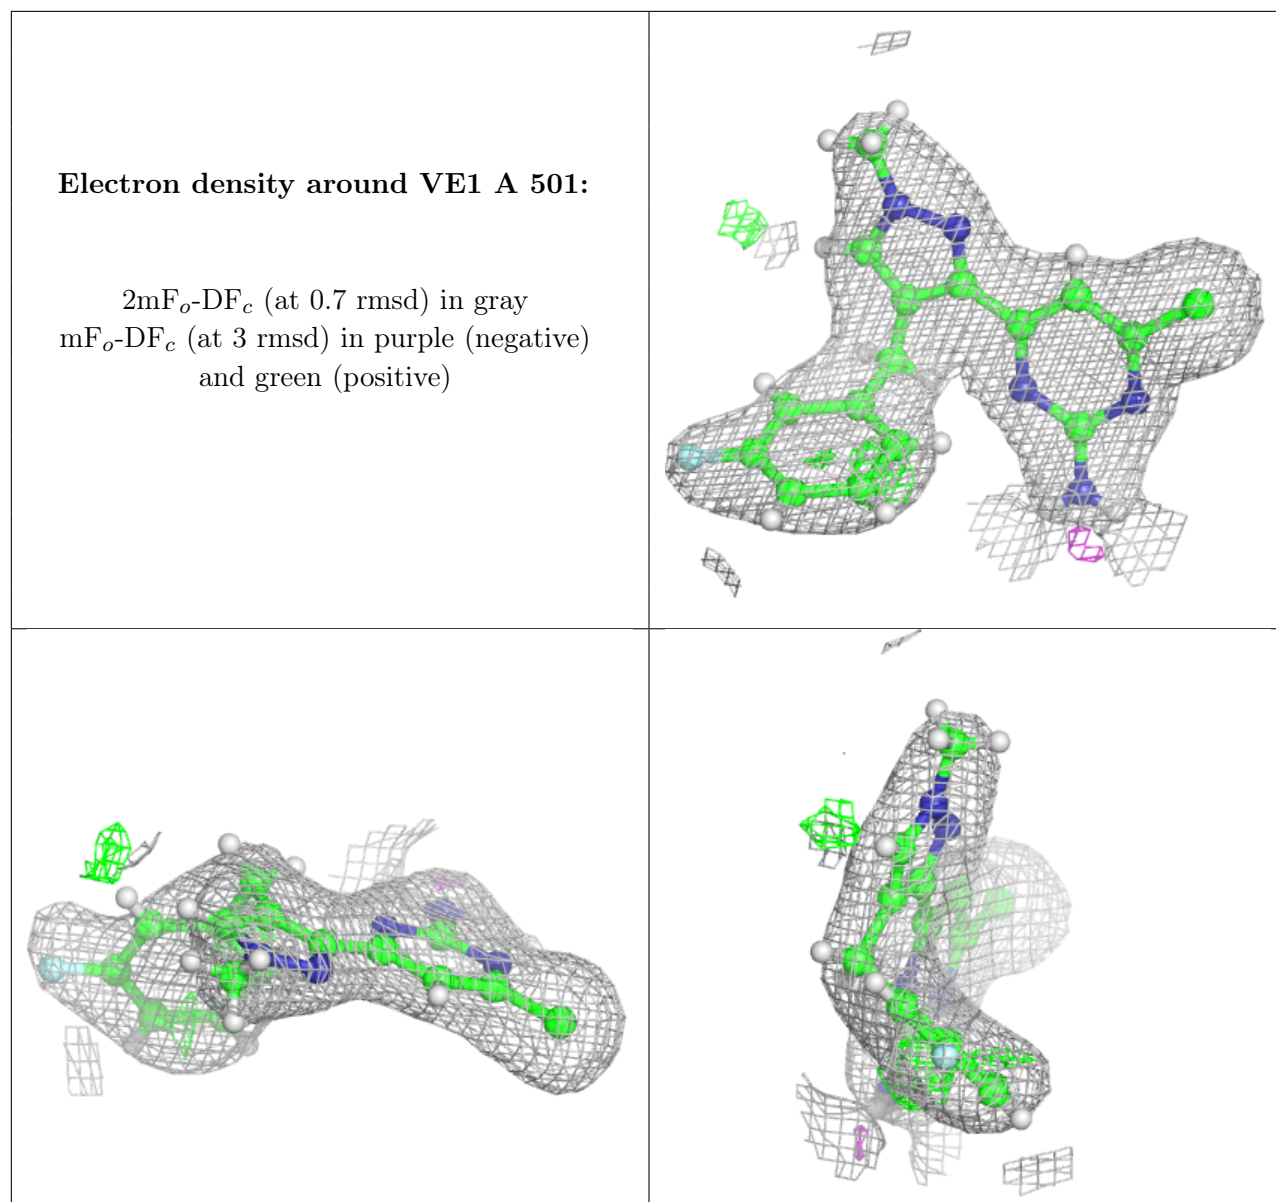 Electron density around VE1 A 501:
2mFo-DFc (at 0.7 rmsd) in gray
mFo-DFc (at 3 rmsd) in purple (negative)
and green (positive)